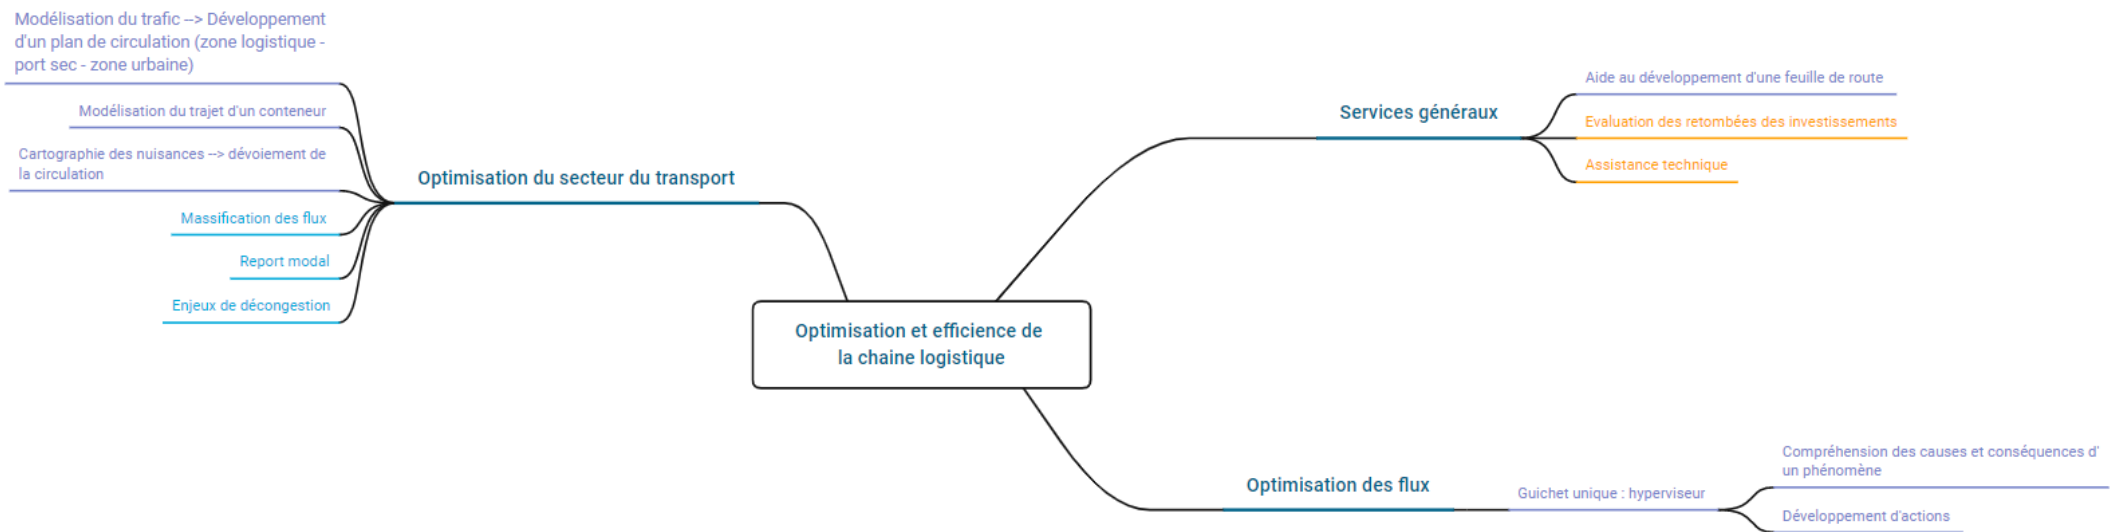 Modélisation du trafic --> Développement
d'un plan de circulation (zone logistique -
port sec - zone urbaine)
Modélisation du trajet d'un conteneur
Cartographie des nuisances --> dévoiement de
la circulation
Optimisation du secteur du transport
Massification des flux
Report modal
Enjeux de décongestion
Optimisation et efficience de
la chaine logistique
Services généraux
Aide au développement d'une feuille de route
Evaluation des retombées des investissements
Assistance technique
Optimisation des flux
Guichet unique : hyperviseur
Compréhension des causes et conséquences d'
un phénomène
Développement d'actions